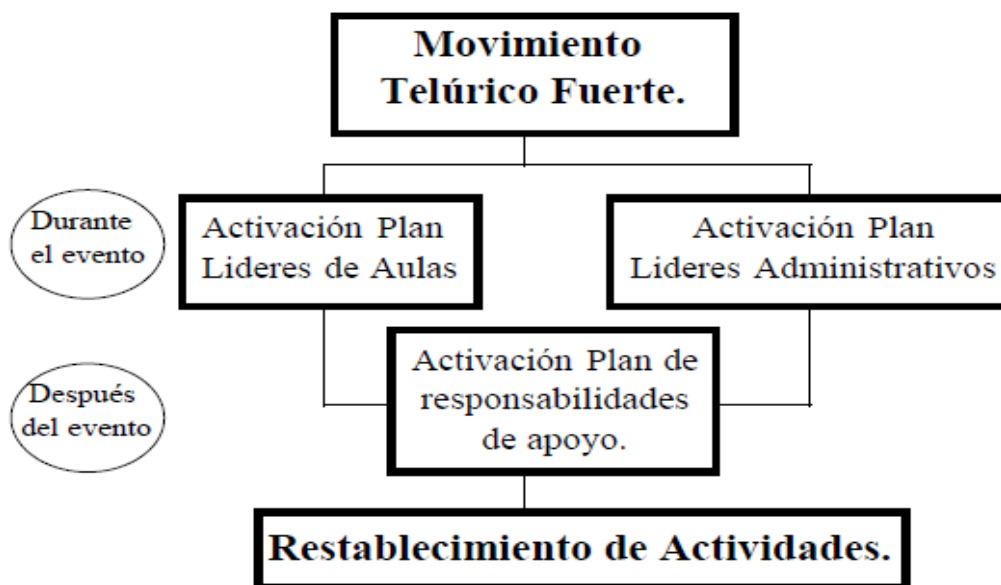 Movimiento
Telúrico Fuerte.
Durante
el evento
Activación Plan
Lideres de Aulas
Activación Plan
Lideres Administrativos
Después
del evento
Activación Plan de
responsabilidades
de apoyo.
Restablecimiento de Actividades.